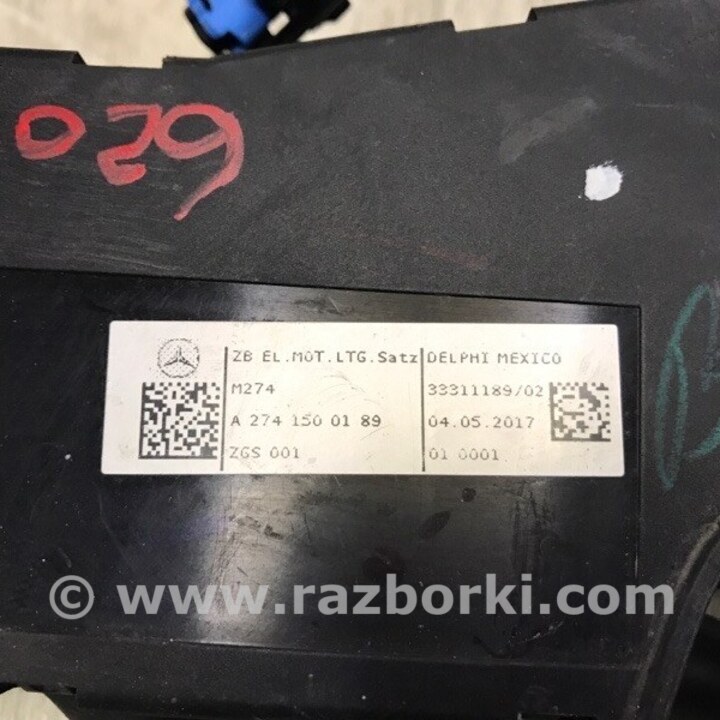 029
ZB EL.MOT.LTG.Satz DELPHI MEXICO
M274 33311189/02
A 274 150 01 89 04.05.2017
ZGS 001 01 0001
© www.razborki.com